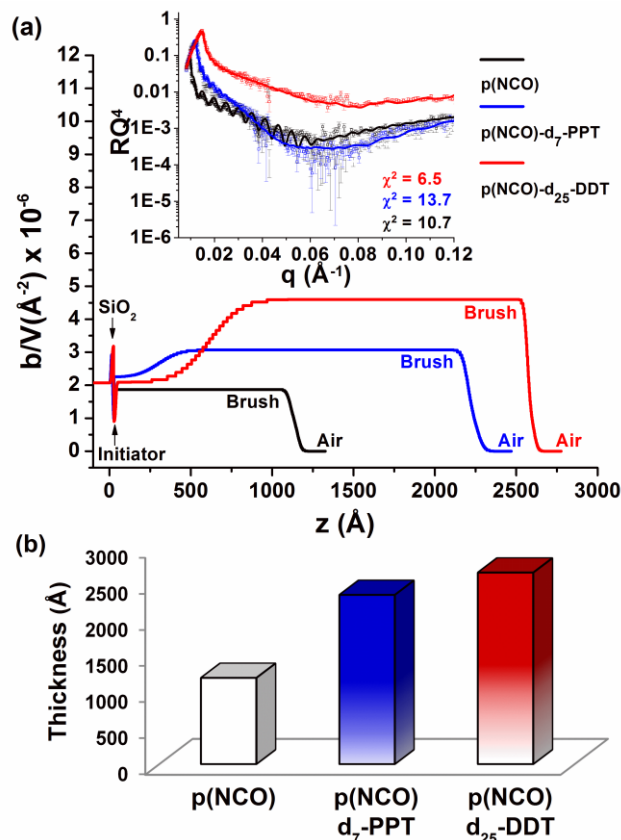 (a)
RQ⁴
1
0.1
0.01
1E-3
1E-4
1E-5
1E-6
χ² = 6.5
χ² = 13.7
χ² = 10.7
0.02 0.04 0.06 0.08 0.10 0.12
q (Å⁻¹)
p(NCO)
p(NCO)-d₇-PPT
p(NCO)-d₂₅-DDT
b/V(Å⁻²) x 10⁻⁶
12
11
10
9
8
7
6
5
4
3
2
1
0
SiO₂
Initiator
Brush
Brush
Brush
Air
Air
Air
0 500 1000 1500 2000 2500 3000
z (Å)
(b)
Thickness (Å)
3000
2500
2000
1500
1000
500
0
p(NCO) p(NCO) p(NCO)
d₇-PPT d₂₅-DDT